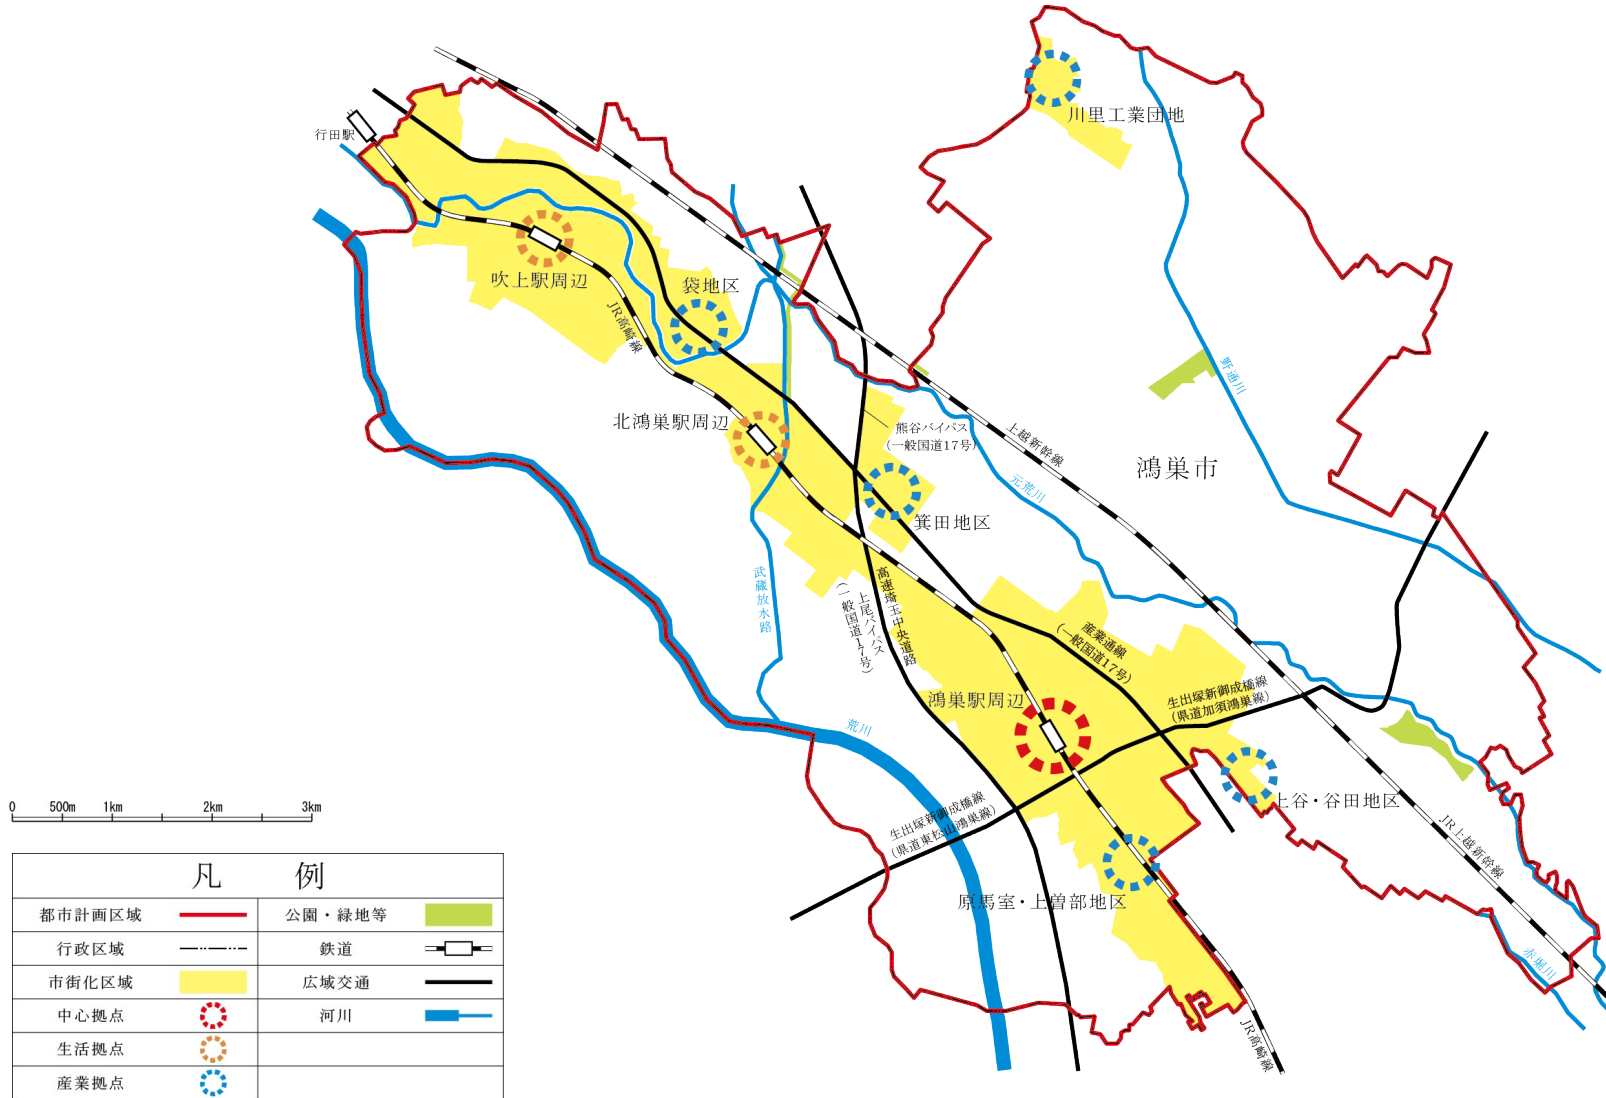 川里工業団地
行田駅
吹上駅周辺
袋地区
JR高崎線
北鴻巣駅周辺
熊谷バイパス
(一般国道17号)
上越新幹線
野通川
鴻巣市
元荒川
箕田地区
武蔵放水路
高速埼玉中央道路
上尾バイパス
(一般国道17号)
産業通線
(一般国道17号)
生出塚新御成橋線
(県道加須鴻巣線)
鴻巣駅周辺
荒川
上谷・谷田地区
生出塚新御成橋線
(県道東松山鴻巣線)
JR上越新幹線
原馬室・上曽部地区
赤堀川
JR高崎線
0 500m 1km 2km 3km
凡 例
都市計画区域 公園・緑地等
行政区域 鉄道
市街化区域 広域交通
中心拠点 河川
生活拠点
産業拠点